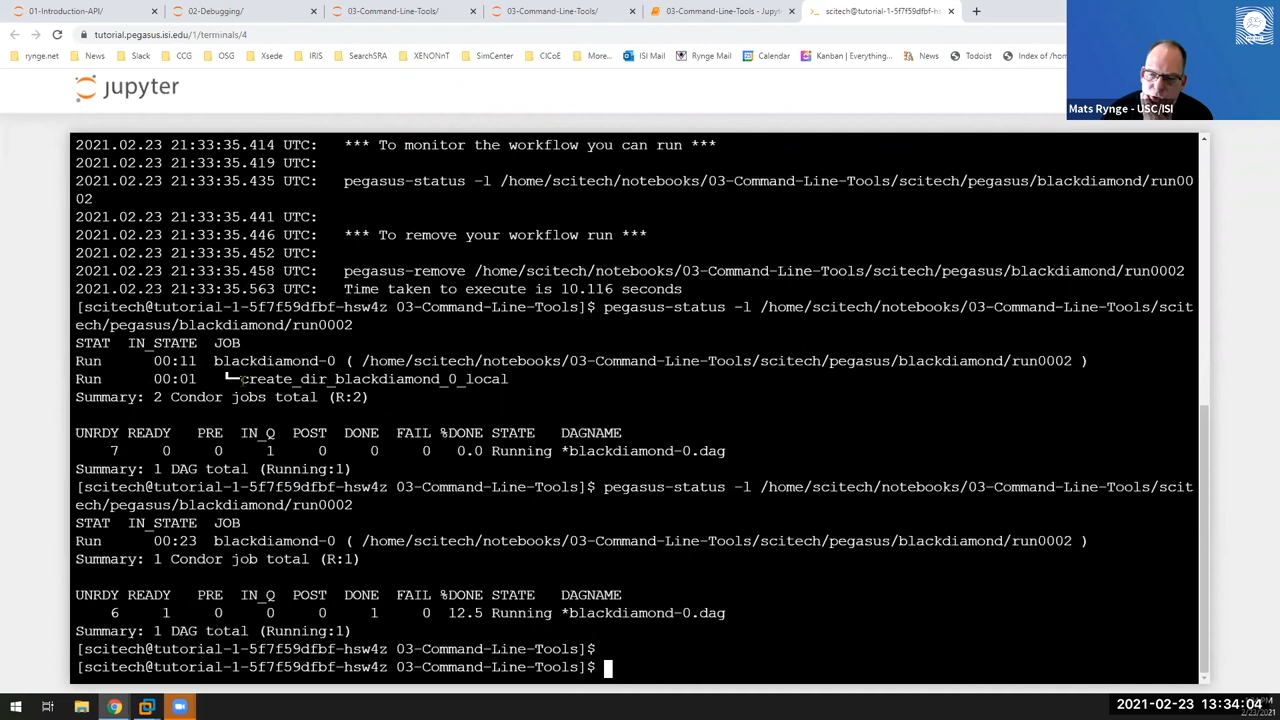 01-Introduction-API/
02-Debugging/
03-Command-Line-Tools/
03-Command-Line-Tools/
03-Command-Line-Tools - Jupyte
scitech@tutorial-1-5f7f59dfbf-h
tutorial.pegasus.isi.edu/1/terminals/4
rynge.net
News
Slack
CCG
OSG
Xsede
IRIS
SearchSRA
XENONnT
SimCenter
CICoE
More...
ISI Mail
Rynge Mail
Calendar
Kanban | Everything...
News
Todoist
Index of /hom
jupyter
Mats Rynge - USC/ISI
2021.02.23 21:33:35.414 UTC: *** To monitor the workflow you can run ***
2021.02.23 21:33:35.419 UTC:
2021.02.23 21:33:35.435 UTC: pegasus-status -l /home/scitech/notebooks/03-Command-Line-Tools/scitech/pegasus/blackdiamond/run00
02
2021.02.23 21:33:35.441 UTC:
2021.02.23 21:33:35.446 UTC: *** To remove your workflow run ***
2021.02.23 21:33:35.452 UTC:
2021.02.23 21:33:35.458 UTC: pegasus-remove /home/scitech/notebooks/03-Command-Line-Tools/scitech/pegasus/blackdiamond/run0002
2021.02.23 21:33:35.563 UTC: Time taken to execute is 10.116 seconds
[scitech@tutorial-1-5f7f59dfbf-hsw4z 03-Command-Line-Tools]$ pegasus-status -l /home/scitech/notebooks/03-Command-Line-Tools/scit
ech/pegasus/blackdiamond/run0002
STAT IN_STATE JOB
Run 00:11 blackdiamond-0 ( /home/scitech/notebooks/03-Command-Line-Tools/scitech/pegasus/blackdiamond/run0002 )
Run 00:01 ┗━create_dir_blackdiamond_0_local
Summary: 2 Condor jobs total (R:2)
UNRDY READY PRE IN_Q POST DONE FAIL %DONE STATE DAGNAME
7 0 0 1 0 0 0 0.0 Running *blackdiamond-0.dag
Summary: 1 DAG total (Running:1)
[scitech@tutorial-1-5f7f59dfbf-hsw4z 03-Command-Line-Tools]$ pegasus-status -l /home/scitech/notebooks/03-Command-Line-Tools/scit
ech/pegasus/blackdiamond/run0002
STAT IN_STATE JOB
Run 00:23 blackdiamond-0 ( /home/scitech/notebooks/03-Command-Line-Tools/scitech/pegasus/blackdiamond/run0002 )
Summary: 1 Condor job total (R:1)
UNRDY READY PRE IN_Q POST DONE FAIL %DONE STATE DAGNAME
6 1 0 0 0 1 0 12.5 Running *blackdiamond-0.dag
Summary: 1 DAG total (Running:1)
[scitech@tutorial-1-5f7f59dfbf-hsw4z 03-Command-Line-Tools]$
[scitech@tutorial-1-5f7f59dfbf-hsw4z 03-Command-Line-Tools]$
2021-02-23 13:34:04
2/23/2021